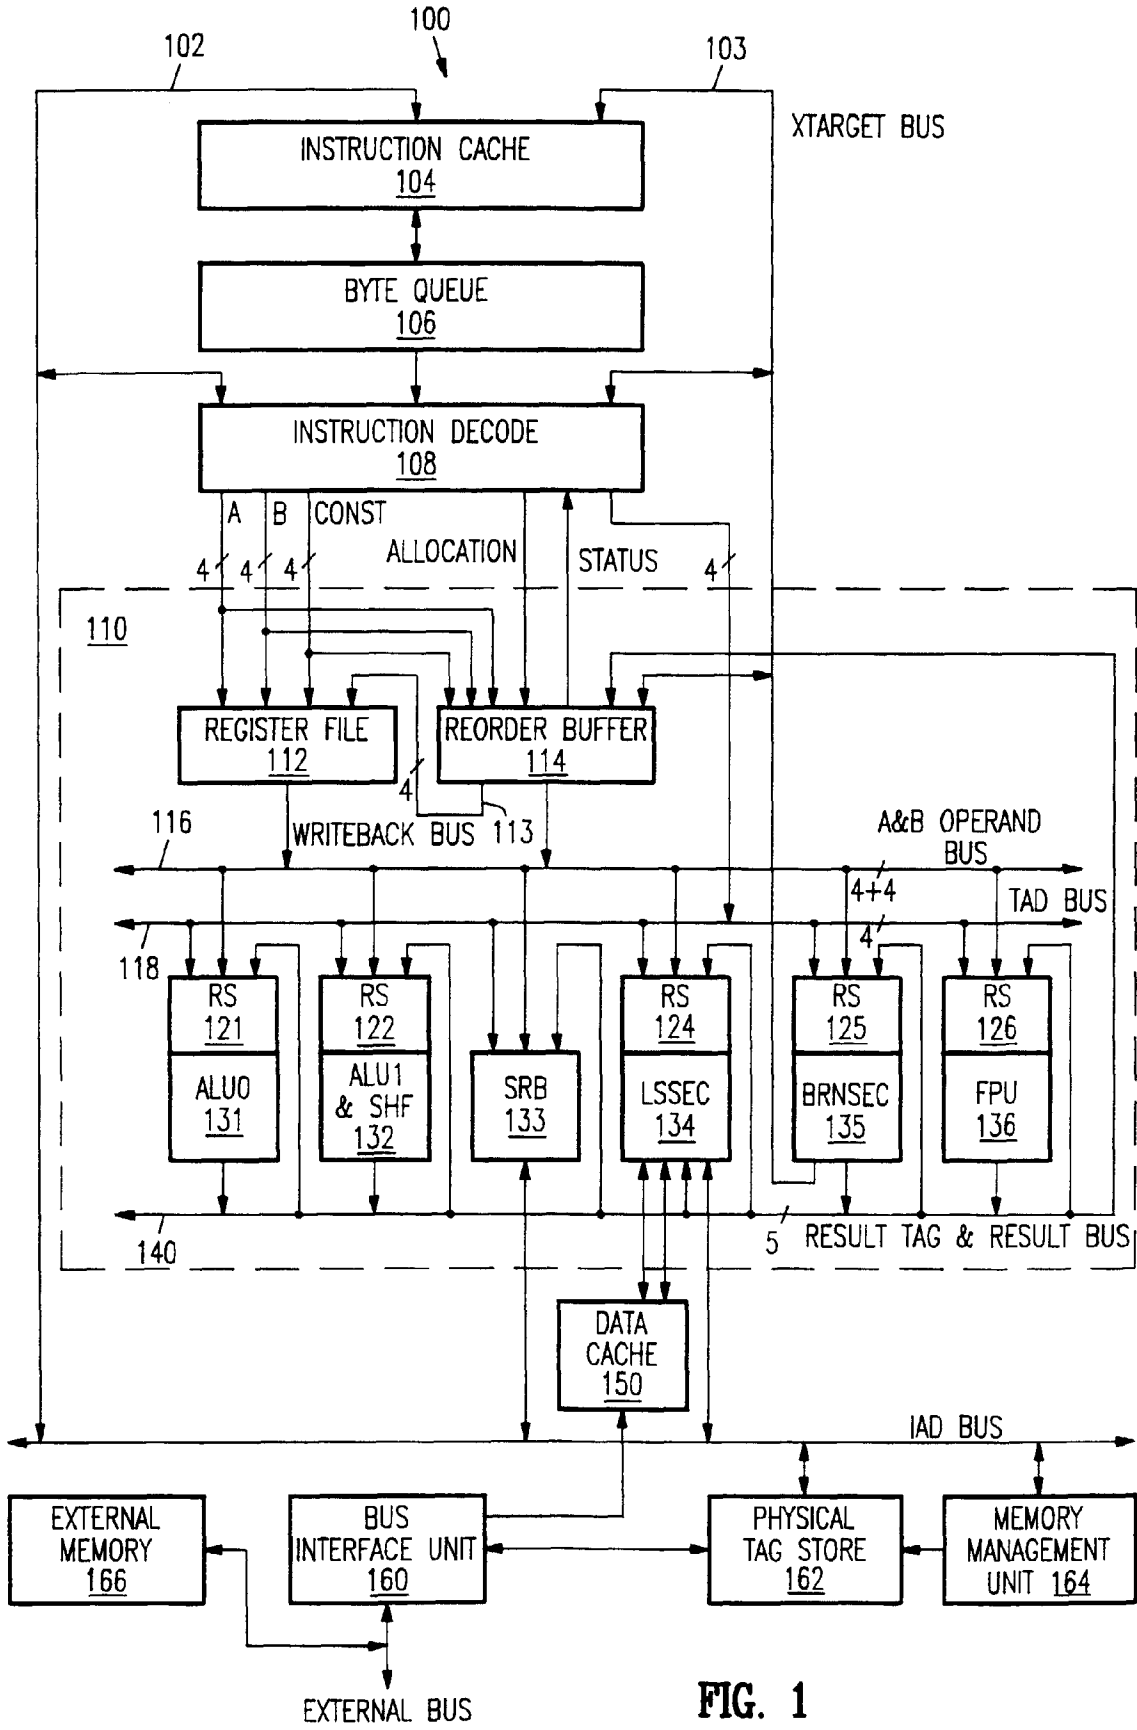 100
102
103
XTARGET BUS
INSTRUCTION CACHE
104
BYTE QUEUE
106
INSTRUCTION DECODE
108
A
B
CONST
ALLOCATION
STATUS
4
4
4
4
110
REGISTER FILE
112
REORDER BUFFER
114
4
WRITEBACK BUS
113
116
A&B OPERAND
BUS
4+4
TAD BUS
4
118
RS
121
RS
122
RS
124
RS
125
RS
126
ALU0
131
ALU1
& SHF
132
SRB
133
LSSEC
134
BRNSEC
135
FPU
136
140
5
RESULT TAG & RESULT BUS
DATA
CACHE
150
IAD BUS
EXTERNAL
MEMORY
166
BUS
INTERFACE UNIT
160
PHYSICAL
TAG STORE
162
MEMORY
MANAGEMENT
UNIT 164
EXTERNAL BUS
FIG. 1